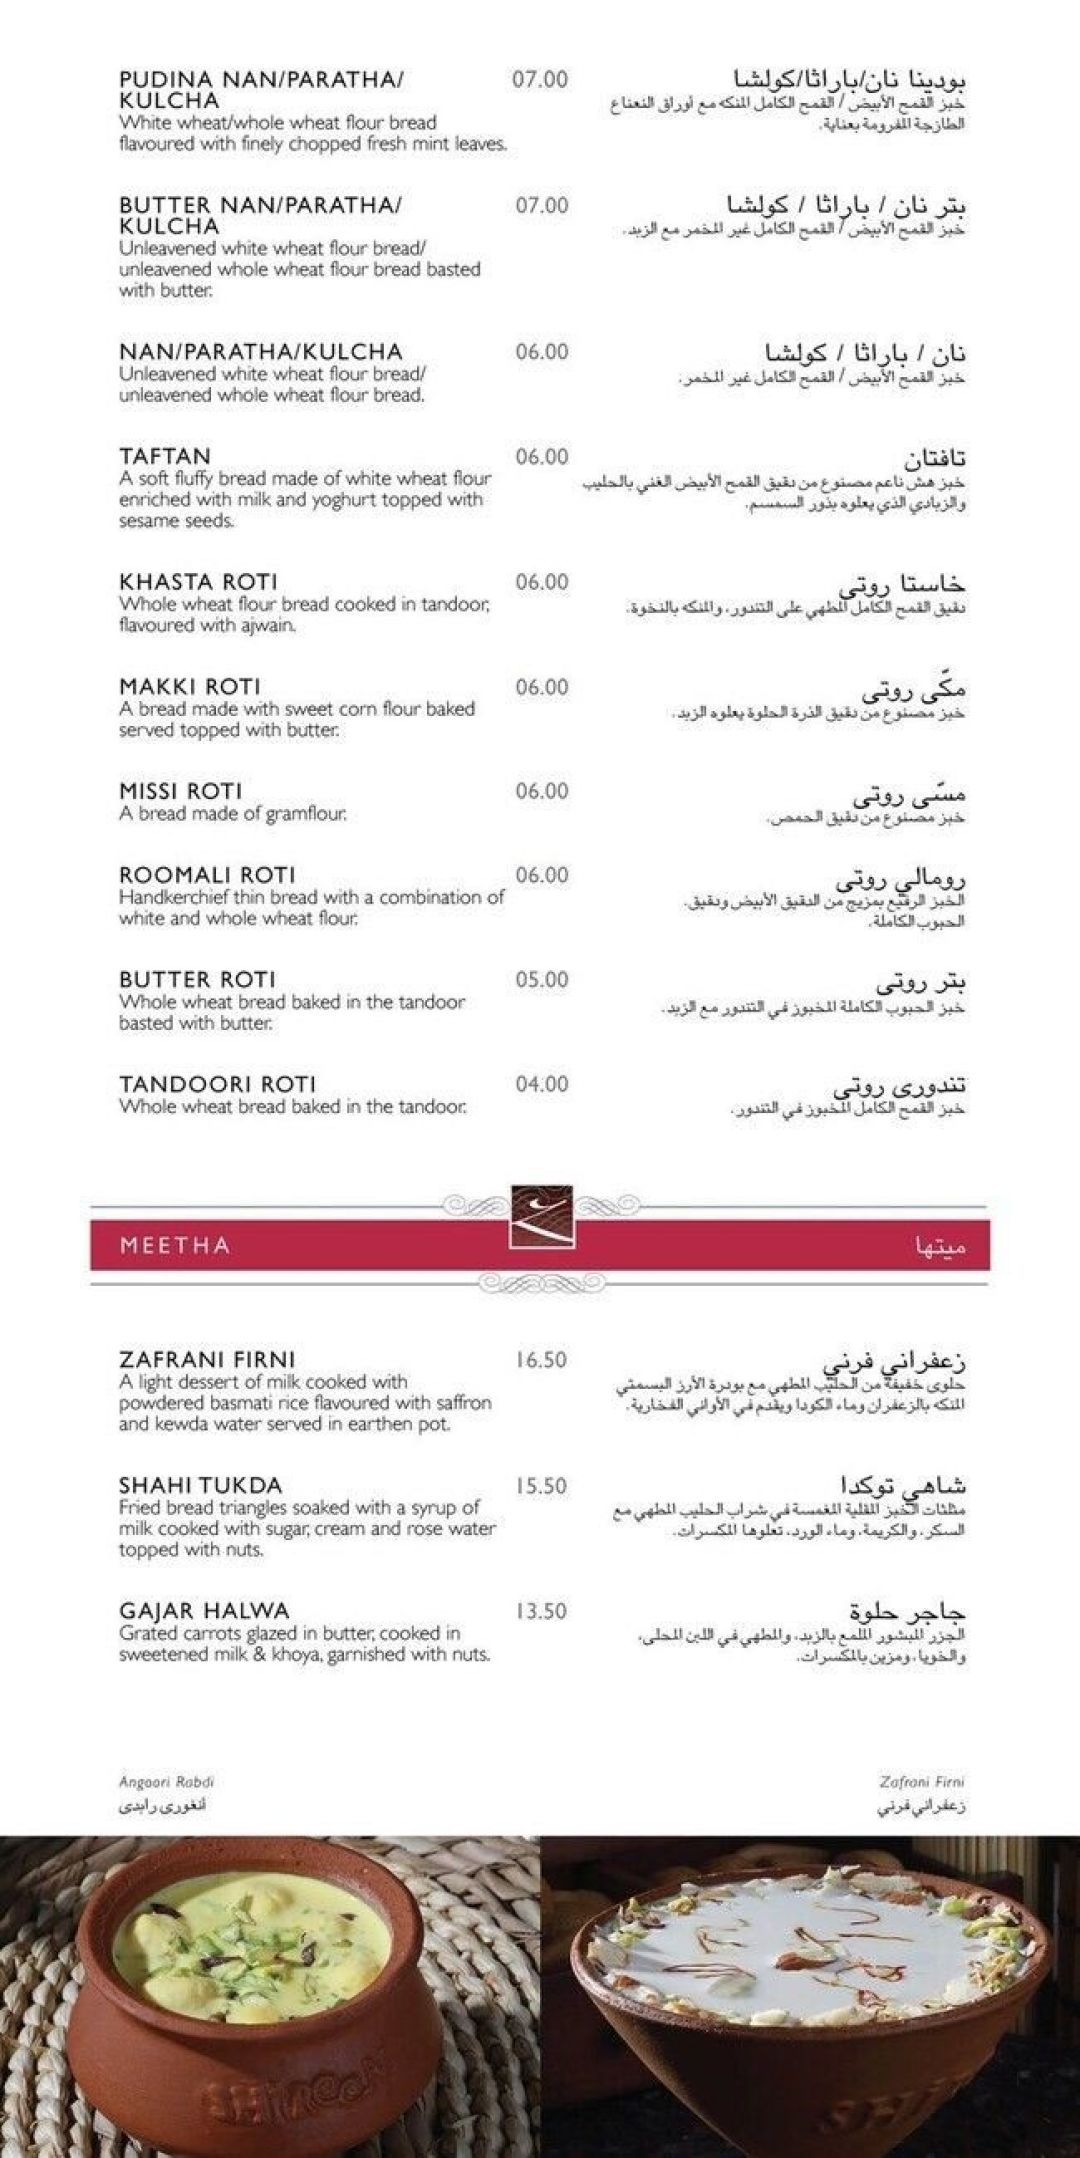 PUDINA NAN/PARATHA/
KULCHA
07.00
White wheat/whole wheat flour bread
flavoured with finely chopped fresh mint leaves.
بودينا نان/باراثا/كولشا
خبز القمح الأبيض / القمح الكامل المنكه مع أوراق النعناع
الطازجة المفرومة بعناية.
BUTTER NAN/PARATHA/
KULCHA
07.00
Unleavened white wheat flour bread/
unleavened whole wheat flour bread basted
with butter.
بتر نان / باراثا / كولشا
خبز القمح الأبيض / القمح الكامل غير المخمر مع الزبد.
NAN/PARATHA/KULCHA
06.00
Unleavened white wheat flour bread/
unleavened whole wheat flour bread.
نان / باراثا / كولشا
خبز القمح الأبيض / القمح الكامل غير المخمر.
TAFTAN
06.00
A soft fluffy bread made of white wheat flour
enriched with milk and yoghurt topped with
sesame seeds.
تافتان
خبز هش ناعم مصنوع من دقيق القمح الأبيض الغني بالحليب
والزبادي الذي يعلوه بذور السمسم.
KHASTA ROTI
06.00
Whole wheat flour bread cooked in tandoor,
flavoured with ajwain.
خاستا روتى
دقيق القمح الكامل المطهي على التندور، والمنكه بالنخوة.
MAKKI ROTI
06.00
A bread made with sweet corn flour baked
served topped with butter.
مكّى روتى
خبز مصنوع من دقيق الذرة الحلوة يعلوه الزبد.
MISSI ROTI
06.00
A bread made of gramflour.
مسّى روتى
خبز مصنوع من دقيق الحمص.
ROOMALI ROTI
06.00
Handkerchief thin bread with a combination of
white and whole wheat flour.
رومالي روتى
الخبز الرقيع بمزيج من الدقيق الأبيض ودقيق.
الحبوب الكاملة.
BUTTER ROTI
05.00
Whole wheat bread baked in the tandoor
basted with butter.
بتر روتى
خبز الحبوب الكاملة المخبوز في التندور مع الزبد.
TANDOORI ROTI
04.00
Whole wheat bread baked in the tandoor.
تندورى روتى
خبز القمح الكامل المخبوز في التندور.
MEETHA
ميتها
ZAFRANI FIRNI
16.50
A light dessert of milk cooked with
powdered basmati rice flavoured with saffron
and kewda water served in earthen pot.
زعفراني فرني
حلوى خفيفة من الحليب المطهي مع بودرة الأرز البسمتي
المنكه بالزعفران وماء الكودا ويقدم في الأواني الفخارية.
SHAHI TUKDA
15.50
Fried bread triangles soaked with a syrup of
milk cooked with sugar, cream and rose water
topped with nuts.
شاهي توكدا
مثلثات الخبز المقلية المغمسة في شراب الحليب المطهي مع
السكر، والكريمة، وماء الورد، تعلوها المكسرات.
GAJAR HALWA
13.50
Grated carrots glazed in butter, cooked in
sweetened milk & khoya, garnished with nuts.
جاجر حلوة
الجزر المبشور الملمع بالزبد، والمطهي في اللبن المحلى،
والخويا، ومزين بالمكسرات.
Angoori Rabdi
أنغورى رابدى
Zafrani Firni
زعفراني فرني